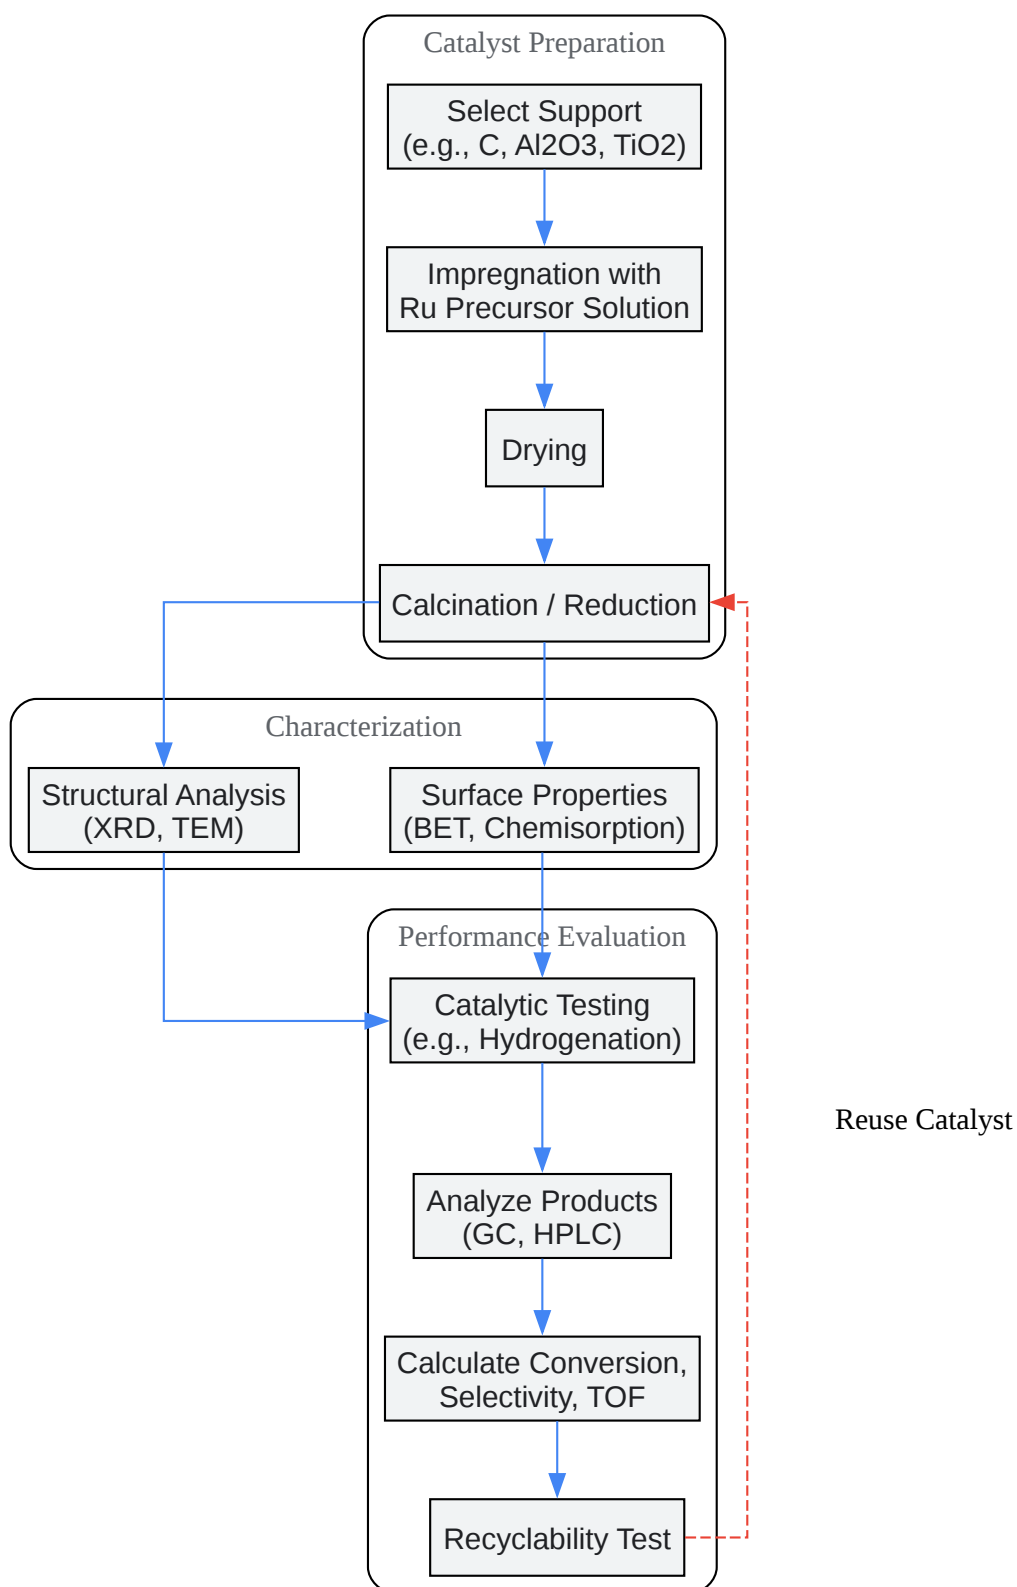 Catalyst Preparation
Select Support
(e.g., C, Al2O3, TiO2)
Impregnation with
Ru Precursor Solution
Drying
Calcination / Reduction
Characterization
Structural Analysis
(XRD, TEM)
Surface Properties
(BET, Chemisorption)
Performance Evaluation
Catalytic Testing
(e.g., Hydrogenation)
Reuse Catalyst
Analyze Products
(GC, HPLC)
Calculate Conversion,
Selectivity, TOF
Recyclability Test